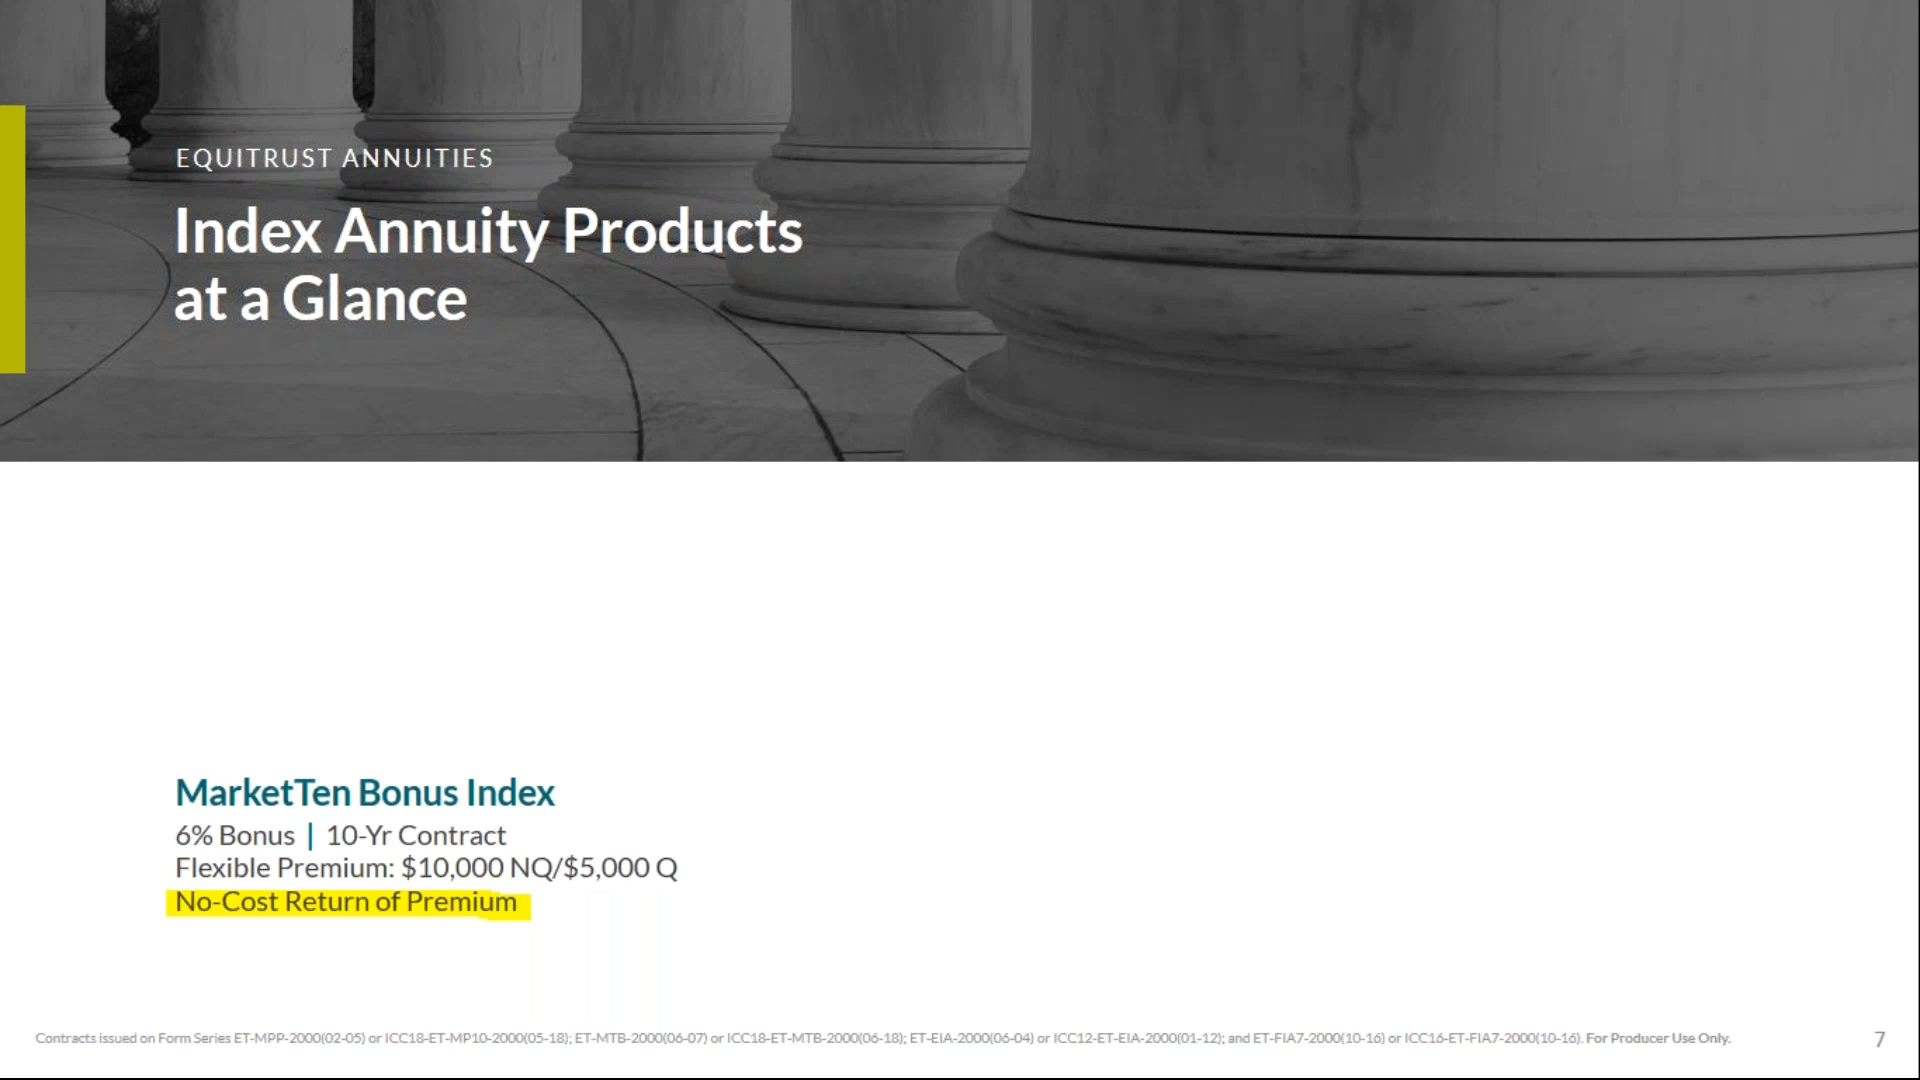 EQUITRUST ANNUITIES
Index Annuity Products
at a Glance
MarketTen Bonus Index
6% Bonus | 10-Yr Contract
Flexible Premium: $10,000 NQ/$5,000 Q
No-Cost Return of Premium
Contracts issued on Form Series ET-MPP-2000(02-05) or ICC18-ET-MP10-2000(05-18); ET-MTB-2000(06-07) or ICC18-ET-MTB-2000(06-18); ET-EIA-2000(06-04) or ICC12-ET-EIA-2000(01-12); and ET-FIA7-2000(10-16) or ICC16-ET-FIA7-2000(10-16). For Producer Use Only.
7